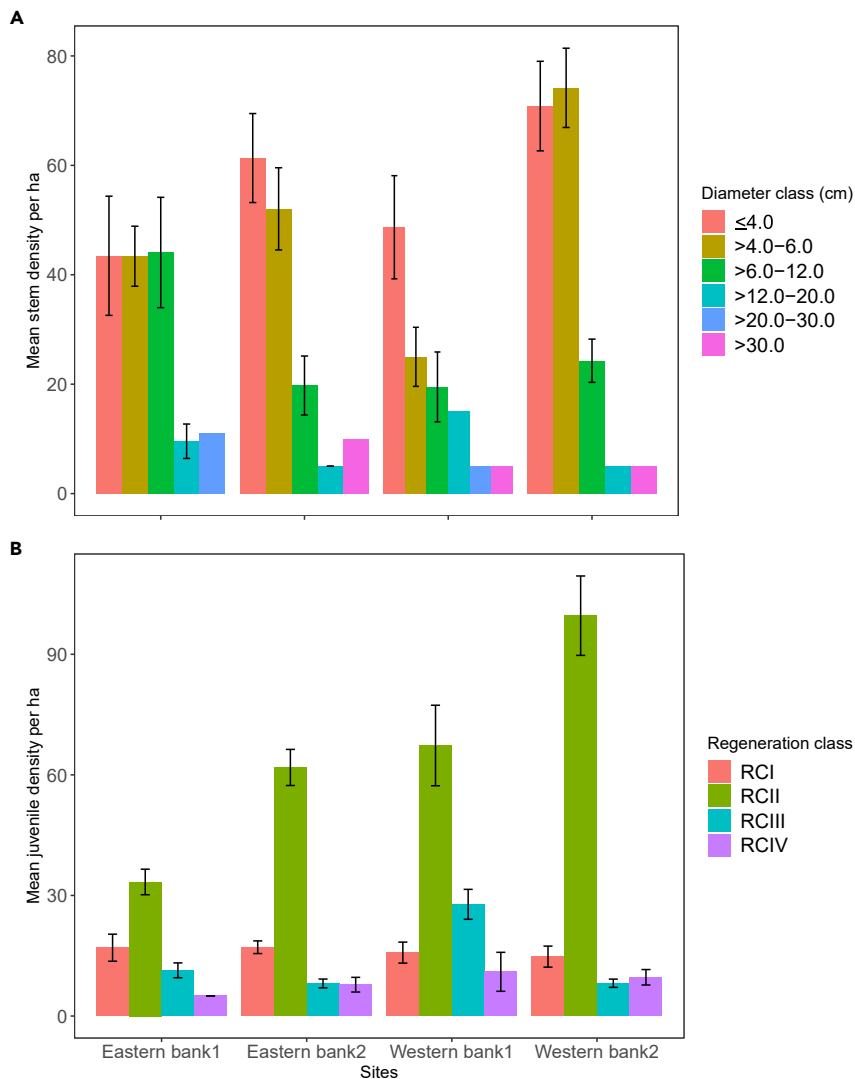 A
Mean stem density per ha
80
60
40
20
0
Diameter class (cm)
≤4.0
>4.0−6.0
>6.0−12.0
>12.0−20.0
>20.0−30.0
>30.0
B
Mean juvenile density per ha
90
60
30
0
Regeneration class
RCI
RCII
RCIII
RCIV
Eastern bank1 Eastern bank2 Western bank1 Western bank2
Sites